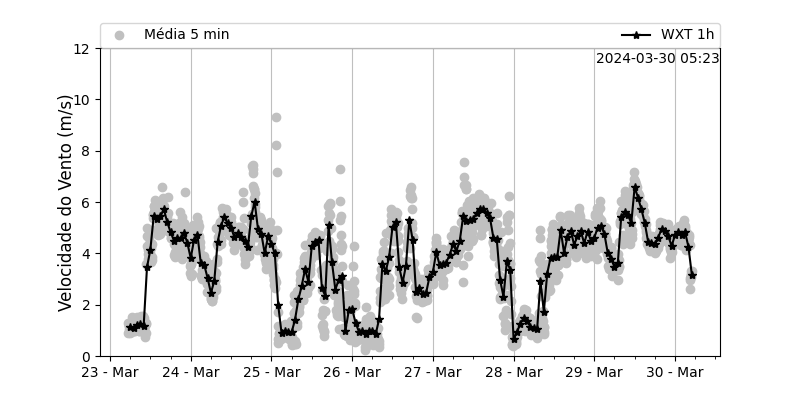 Média 5 min
WXT 1h
2024-03-30 05:23
Velocidade do Vento (m/s)
12
10
8
6
4
2
0
23 - Mar
24 - Mar
25 - Mar
26 - Mar
27 - Mar
28 - Mar
29 - Mar
30 - Mar